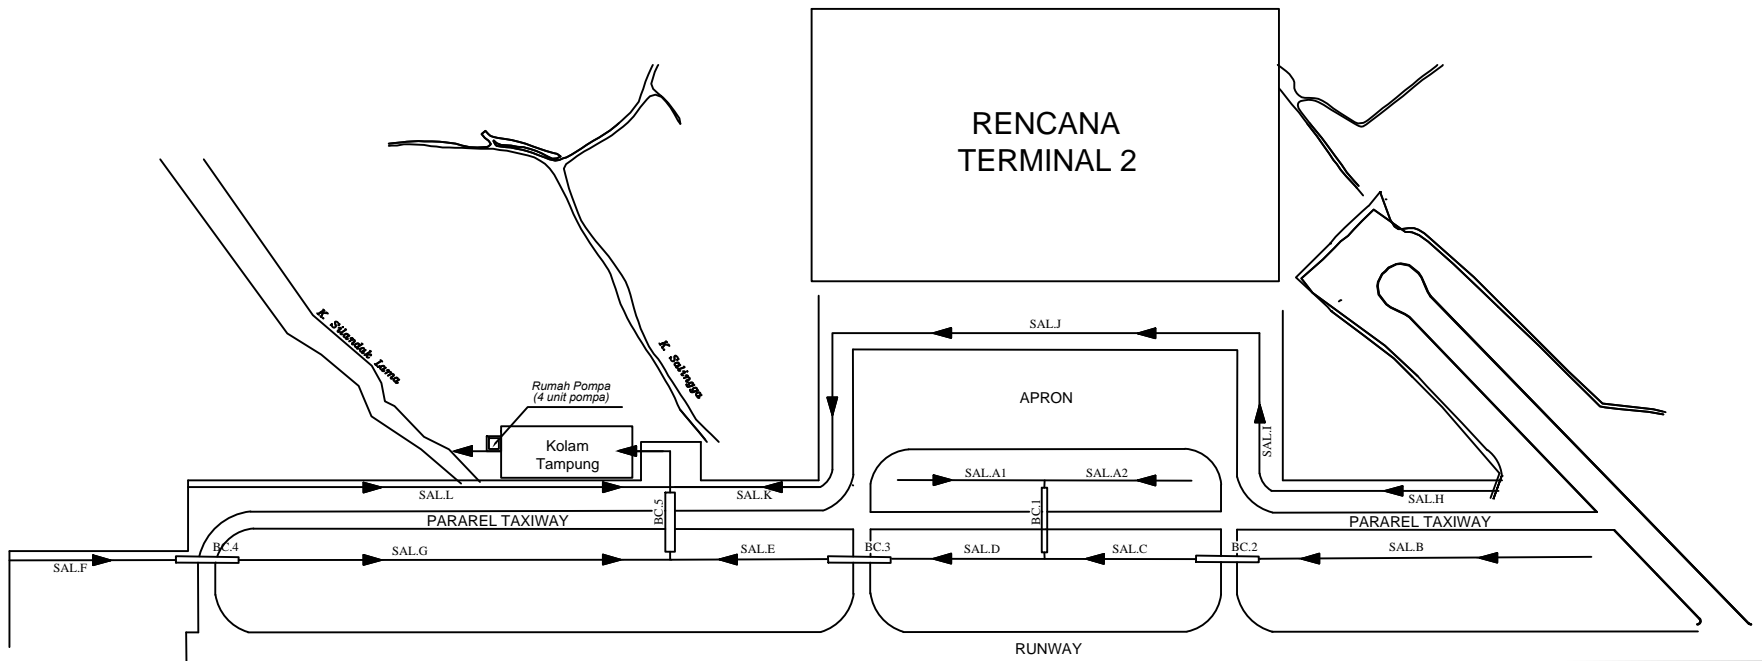 RENCANA
TERMINAL 2
K. Silandak Lama
K. Salingga
SAL.J
Rumah Pompa
(4 unit pompa)
APRON
Kolam
Tampung
SAL.I
SAL.L
SAL.K
SAL.A1
SAL.A2
SAL.H
BC.5
BC.1
PARAREL TAXIWAY
PARAREL TAXIWAY
BC.4
SAL.G
SAL.E
BC.3
SAL.D
SAL.C
BC.2
SAL.B
SAL.F
RUNWAY